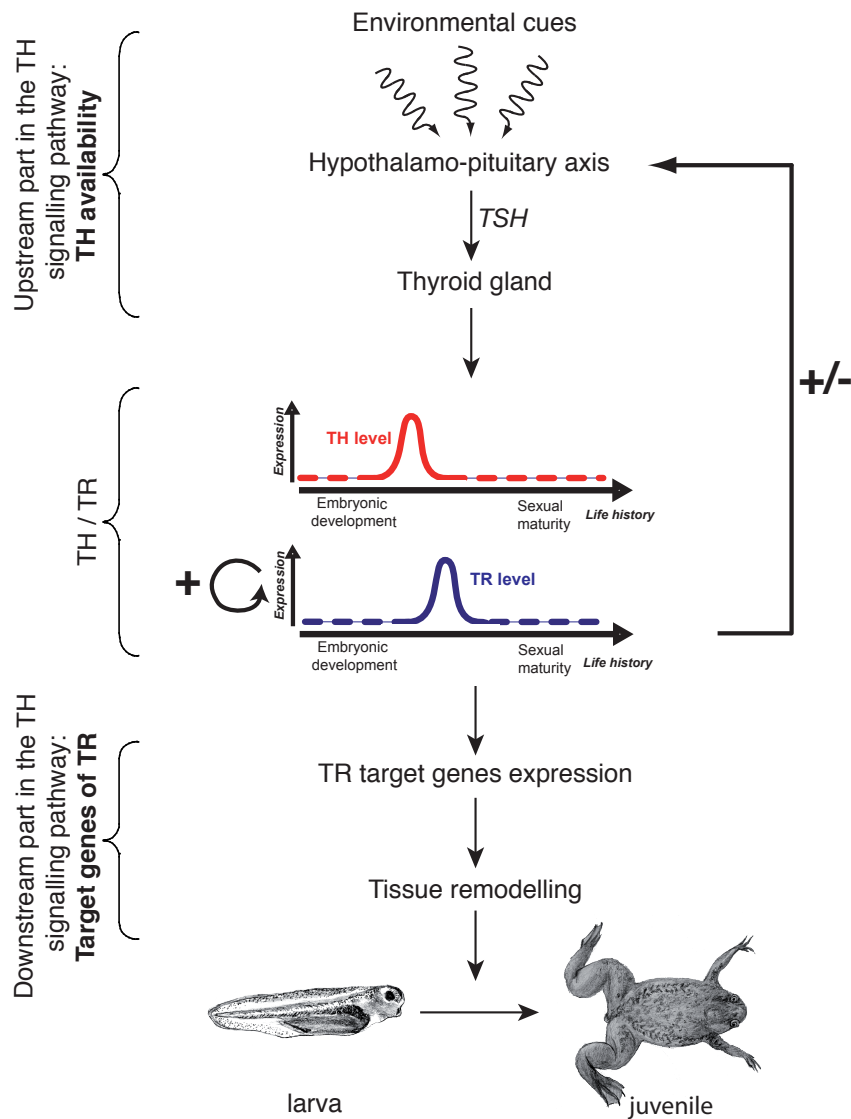 Environmental cues
Upstream part in the TH
signalling pathway:
TH availability
Hypothalamo-pituitary axis
TSH
Thyroid gland
+/-
TH / TR
Expression
TH level
Embryonic
development
Sexual
maturity
Life history
+
Expression
TR level
Embryonic
development
Sexual
maturity
Life history
Downstream part in the TH
signalling pathway:
Target genes of TR
TR target genes expression
Tissue remodelling
larva
juvenile